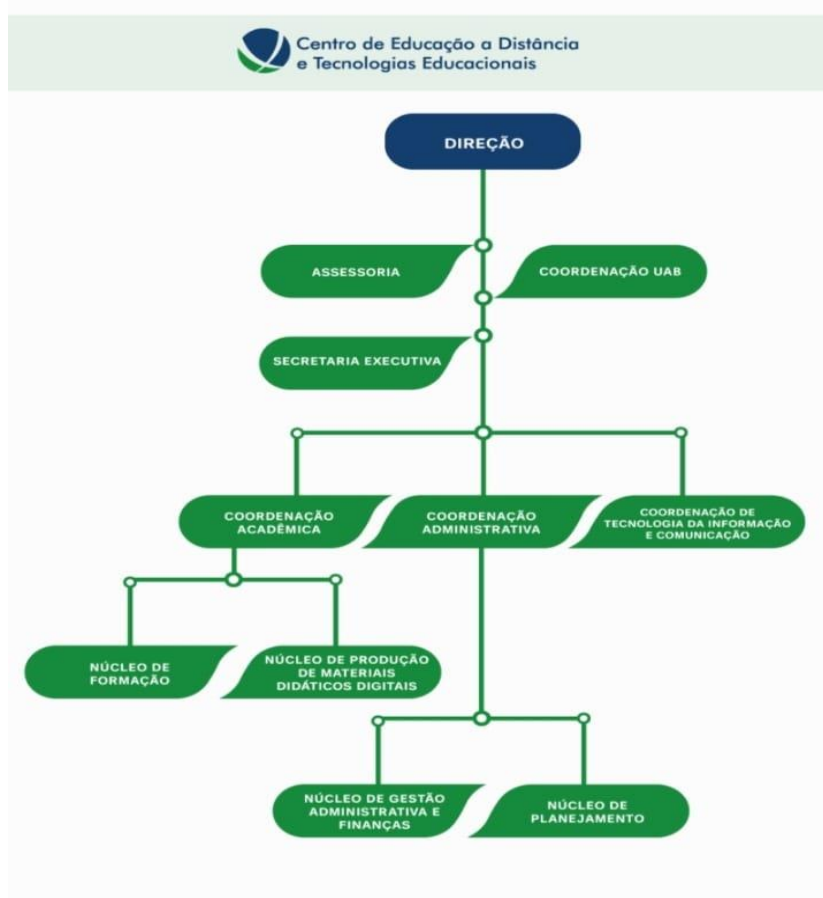 Centro de Educação a Distância
e Tecnologias Educacionais
DIREÇÃO
ASSESSORIA
COORDENAÇÃO UAB
SECRETARIA EXECUTIVA
COORDENAÇÃO
ACADÊMICA
COORDENAÇÃO
ADMINISTRATIVA
COORDENAÇÃO DE
TECNOLOGIA DA INFORMAÇÃO
E COMUNICAÇÃO
NÚCLEO DE
FORMAÇÃO
NÚCLEO DE PRODUÇÃO
DE MATERIAIS
DIDÁTICOS DIGITAIS
NÚCLEO DE GESTÃO
ADMINISTRATIVA E
FINANÇAS
NÚCLEO DE
PLANEJAMENTO